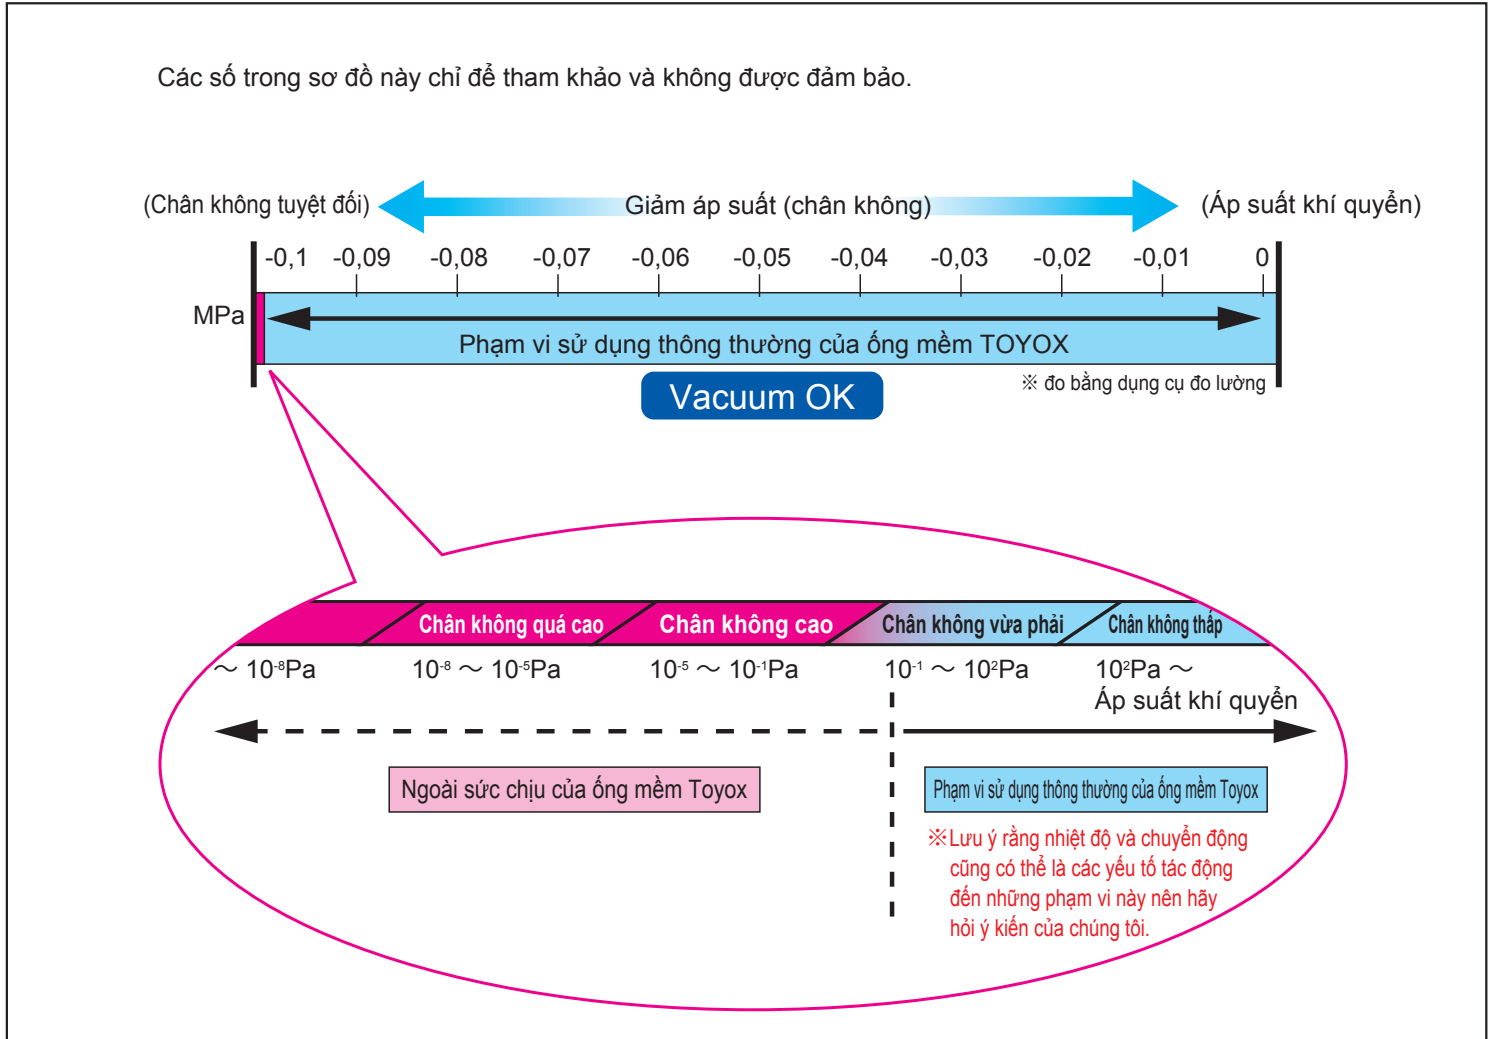 Các số trong sơ đồ này chỉ để tham khảo và không được đảm bảo.
(Chân không tuyệt đối) Giảm áp suất (chân không) (Áp suất khí quyển)
-0,1 -0,09 -0,08 -0,07 -0,06 -0,05 -0,04 -0,03 -0,02 -0,01 0
MPa
Phạm vi sử dụng thông thường của ống mềm TOYOX
Vacuum OK
※ đo bằng dụng cụ đo lường
Chân không quá cao Chân không cao Chân không vừa phải Chân không thấp
～ 10⁻⁸Pa 10⁻⁸ ～ 10⁻⁵Pa 10⁻⁵ ～ 10⁻¹Pa 10⁻¹ ～ 10²Pa 10²Pa ～
Áp suất khí quyển
Ngoài sức chịu của ống mềm Toyox Phạm vi sử dụng thông thường của ống mềm Toyox
※Lưu ý rằng nhiệt độ và chuyển động
cũng có thể là các yếu tố tác động
đến những phạm vi này nên hãy
hỏi ý kiến của chúng tôi.